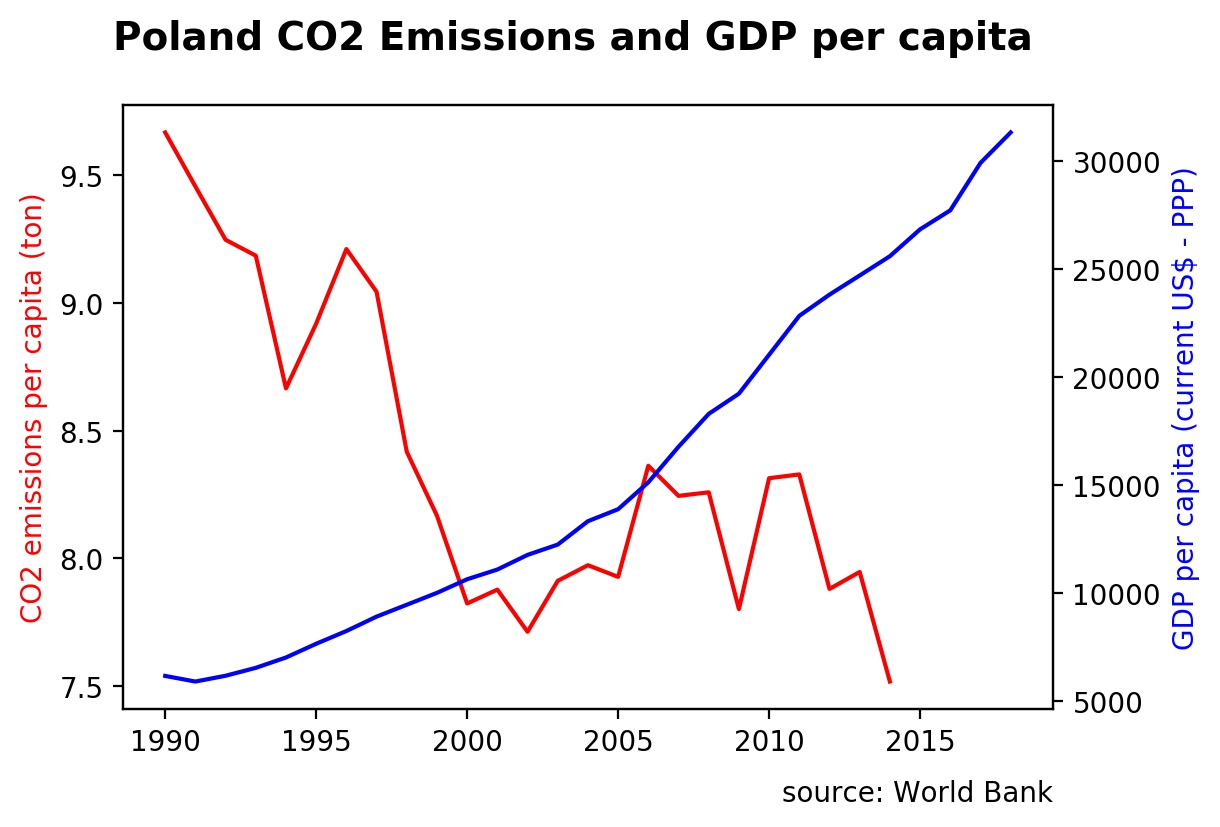 Poland CO2 Emissions and GDP per capita
CO2 emissions per capita (ton)
9.5
9.0
8.5
8.0
7.5
30000
25000
20000
15000
10000
5000
GDP per capita (current US$ - PPP)
1990 1995 2000 2005 2010 2015
source: World Bank